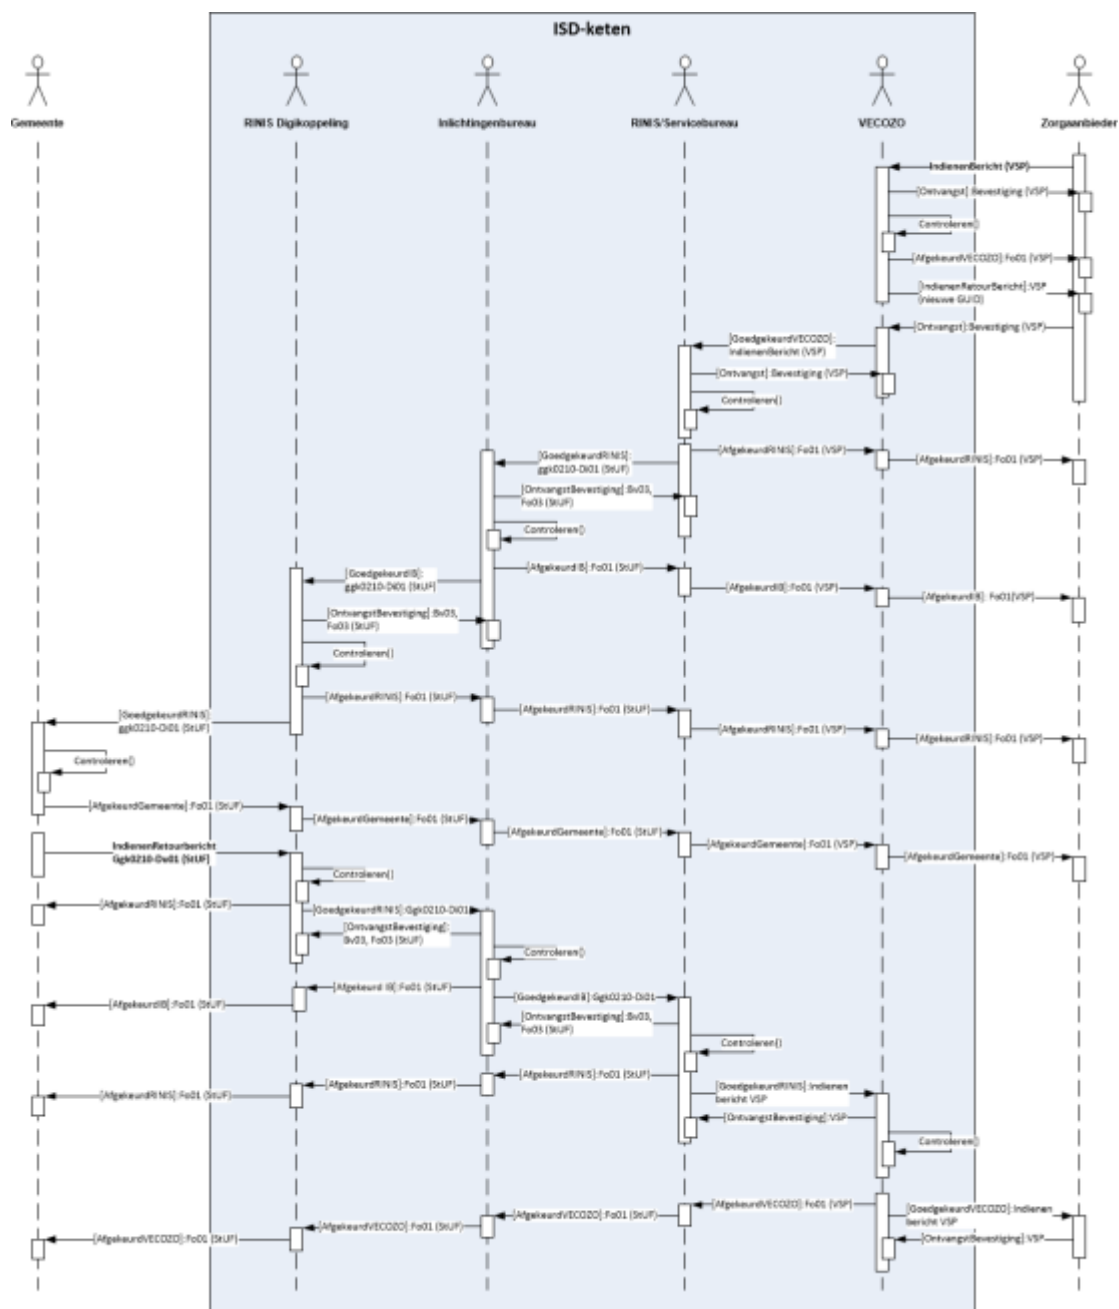 ISD-keten
Gemeente
RINIS Digikoppeling
Inlichtingenbureau
RINIS/Servicebureau
VECOZO
Zorgaanbieder
IndienenBericht (VSP)
[Ontvangst] :Bevestiging (VSP)
Controleren()
[AfgekeurdVECOZO]:Fo01 (VSP)
[IndienenRetourBericht]:VSP
(nieuwe GUID)
[Ontvangst]:Bevestiging (VSP)
[GoedgekeurdVECOZO]:
IndienenBericht (VSP)
[Ontvangst] :Bevestiging (VSP)
Controleren()
[AfgekeurdRINIS]:Fo01 (VSP)
[GoedgekeurdRINIS]:
ggk0210-Di01 (StUF)
[AfgekeurdRINIS]:Fo01 (VSP)
[OntvangstBevestiging]:Bv03,
Fo03 (StUF)
Controleren()
[AfgekeurdIB]:Fo01 (StUF)
[GoedgekeurdIB]:
ggk0210-Di01 (StUF)
[AfgekeurdIB]:Fo01 (VSP)
[AfgekeurdIB]: Fo01(VSP)
[OntvangstBevestiging]:Bv03,
Fo03 (StUF)
Controleren()
[AfgekeurdRINIS]:Fo01 (StUF)
[AfgekeurdRINIS]:Fo01 (StUF)
[GoedgekeurdRINIS]
ggk0210-Di01 (StUF)
[AfgekeurdRINIS]:Fo01 (VSP)
[AfgekeurdRINIS]:Fo01 (VSP)
Controleren()
[AfgekeurdGemeente]:Fo01 (StUF)
[AfgekeurdGemeente]:Fo01 (StUF)
[AfgekeurdGemeente]:Fo01 (StUF)
[AfgekeurdGemeente]:Fo01 (VSP)
[AfgekeurdGemeente]:Fo01 (VSP)
IndienenRetourbericht
Ggk0210-Du01 (StUF)
Controleren()
[AfgekeurdRINIS]:Fo01 (StUF)
[GoedgekeurdRINIS]:Ggk0210-Di01
[OntvangstBevestiging]:
Bv03, Fo03 (StUF)
Controleren()
[Afgekeurd IB]:Fo01 (StUF)
[AfgekeurdIB]:Fo01 (StUF)
[GoedgekeurdIB]:Ggk0210-Di01
[OntvangstBevestiging]:Bv03,
Fo03 (StUF)
Controleren()
[AfgekeurdRINIS]:Fo01 (StUF)
[AfgekeurdRINIS]:Fo01 (StUF)
[AfgekeurdRINIS]:Fo01 (StUF)
[GoedgekeurdRINIS]:Indienen
bericht VSP
[OntvangstBevestiging]:VSP
Controleren()
[AfgekeurdVECOZO]:Fo01 (VSP)
[AfgekeurdVECOZO]:Fo01 (StUF)
[AfgekeurdVECOZO]:Fo01 (StUF)
[AfgekeurdVECOZO]:Fo01 (StUF)
[GoedgekeurdVECOZO]:Indienen
bericht VSP
[OntvangstBevestiging]:VSP